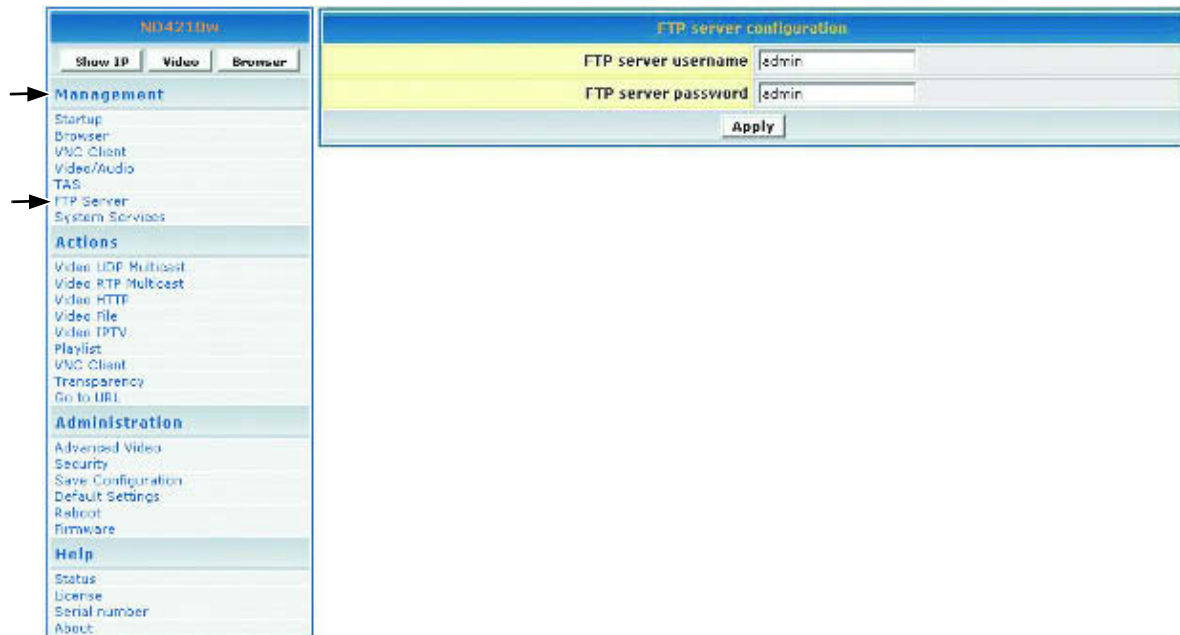 ND4210w
Show IP Video Browser
Management
Startup
Browser
VNC Client
Video/Audio
TAS
FTP Server
System Services
Actions
Video UDP Multicast
Video RTP Multicast
Video HTTP
Video File
Video IPTV
Playlist
VNC Client
Transparency
Go to URL
Administration
Advanced Video
Security
Save Configuration
Default Settings
Reboot
Firmware
Help
Status
License
Serial number
About
FTP server configuration
FTP server username admin
FTP server password admin
Apply